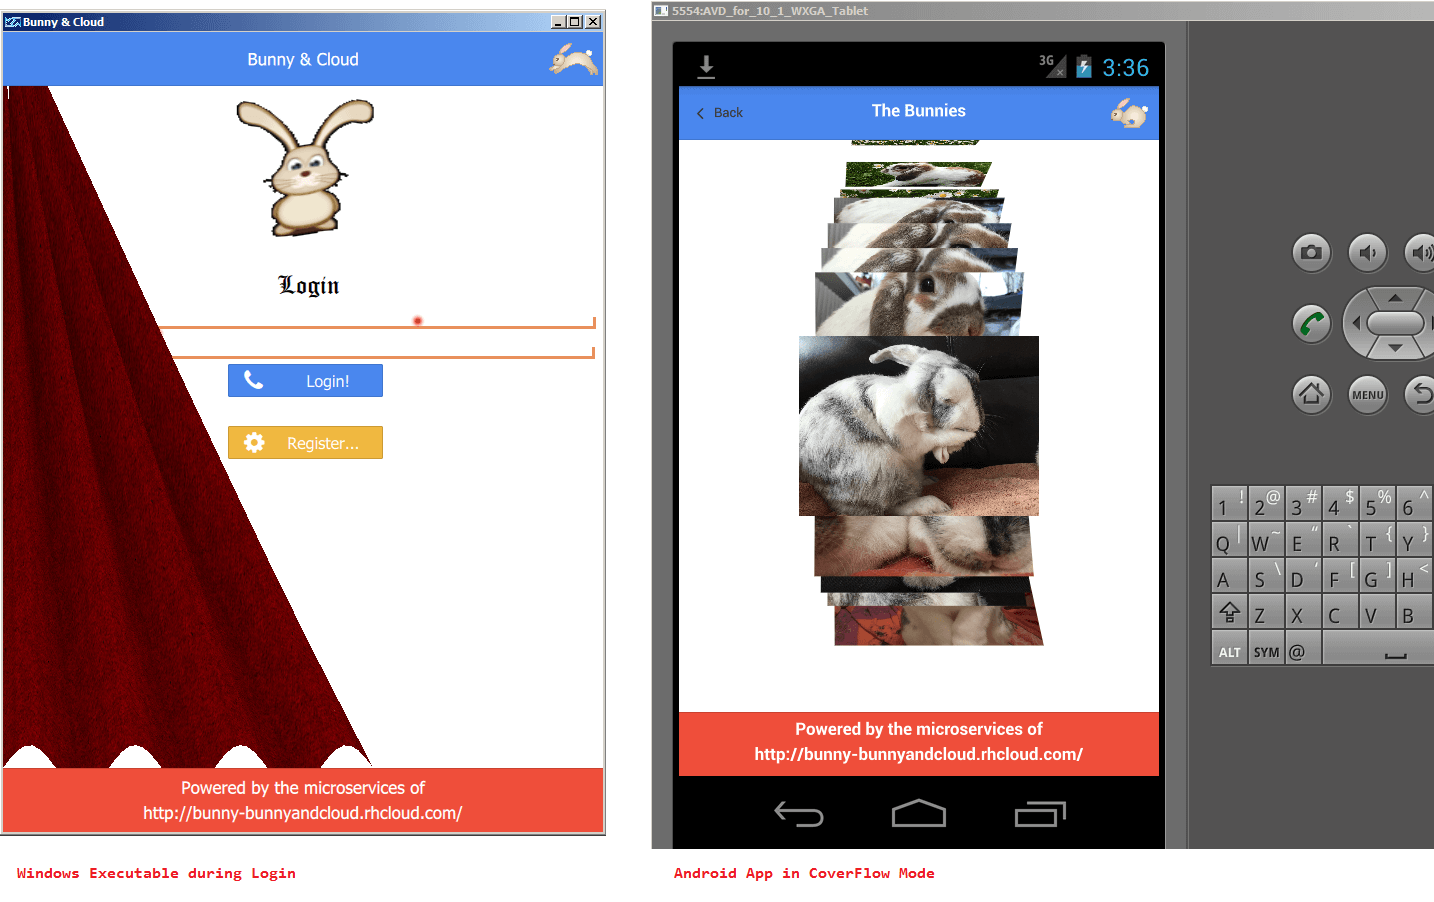 Bunny & Cloud
Bunny & Cloud
Login
Login!
Register...
Powered by the microservices of
http://bunny-bunnyandcloud.rhcloud.com/
Windows Executable during Login
5554:AVD_for_10_1_WXGA_Tablet
3G
3:36
Back
The Bunnies
Powered by the microservices of
http://bunny-bunnyandcloud.rhcloud.com/
MENU
1 ! 2 @ 3 # 4 $ 5 % 6 ^
Q | W ~ E “ R ` T { Y }
A S \ D ‘ F [ G ] H <
Z X C V B
ALT SYM @
Android App in CoverFlow Mode